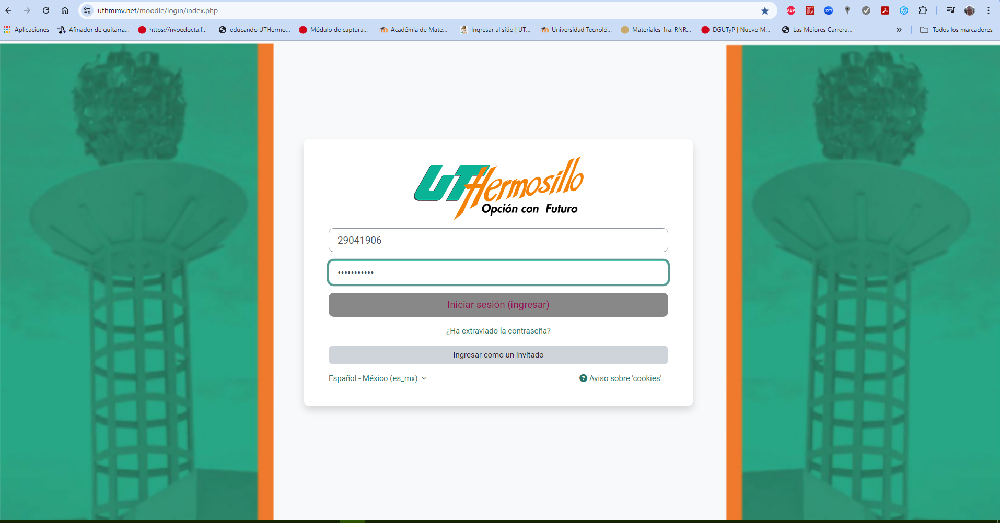 uthmmv.net/moodle/login/index.php
ABP
PDF
zm
Aplicaciones
Afinador de guitarra...
https://nvoedocta.f...
educando UTHermo...
Módulo de captura...
Académia de Mate...
Ingresar al sitio | UT...
Universidad Tecnoló...
Materiales 1ra. RNR...
DGUTyP | Nuevo M...
Las Mejores Carrera...
»
Todos los marcadores
UTHermosillo
Opción con Futuro
29041906
•••••••••••
Iniciar sesión (ingresar)
¿Ha extraviado la contraseña?
Ingresar como un invitado
Español - México (es_mx)
Aviso sobre 'cookies'